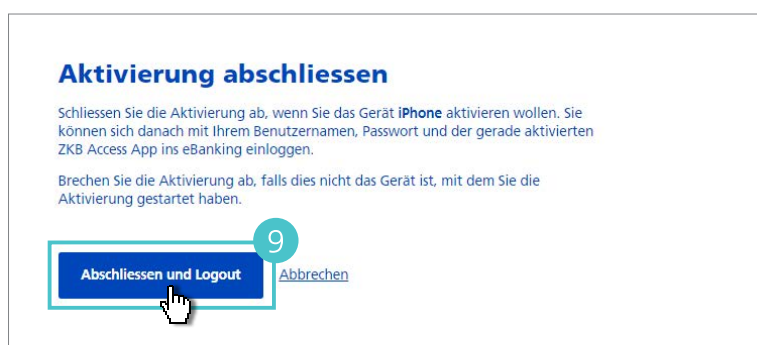 Aktivierung abschliessen
Schliessen Sie die Aktivierung ab, wenn Sie das Gerät iPhone aktivieren wollen. Sie
können sich danach mit Ihrem Benutzernamen, Passwort und der gerade aktivierten
ZKB Access App ins eBanking einloggen.
Brechen Sie die Aktivierung ab, falls dies nicht das Gerät ist, mit dem Sie die
Aktivierung gestartet haben.
9
Abschliessen und Logout Abbrechen